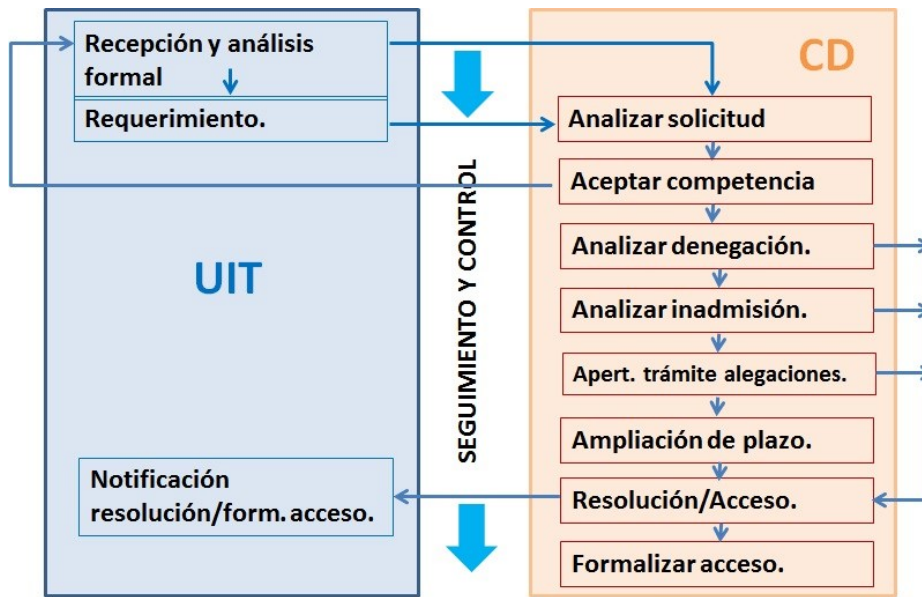 Recepción y análisis
formal
Requerimiento.
UIT
Notificación
resolución/form. acceso.
SEGUIMIENTO Y CONTROL
CD
Analizar solicitud
Aceptar competencia
Analizar denegación.
Analizar inadmisión.
Apert. trámite alegaciones.
Ampliación de plazo.
Resolución/Acceso.
Formalizar acceso.